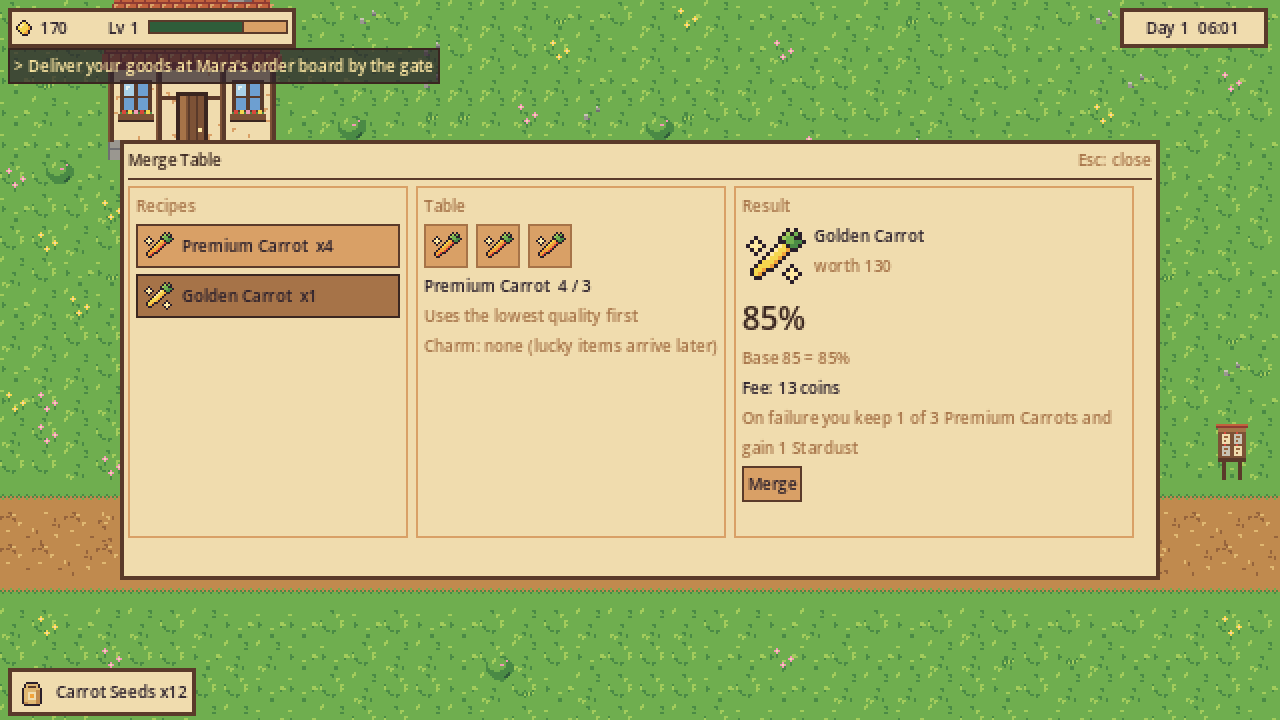 170
Lv 1
Day 1 06:01
> Deliver your goods at Mara's order board by the gate
Merge Table
Esc: close
Recipes
Premium Carrot x4
Golden Carrot x1
Table
Premium Carrot 4 / 3
Uses the lowest quality first
Charm: none (lucky items arrive later)
Result
Golden Carrot
worth 130
85%
Base 85 = 85%
Fee: 13 coins
On failure you keep 1 of 3 Premium Carrots and
gain 1 Stardust
Merge
Carrot Seeds x12